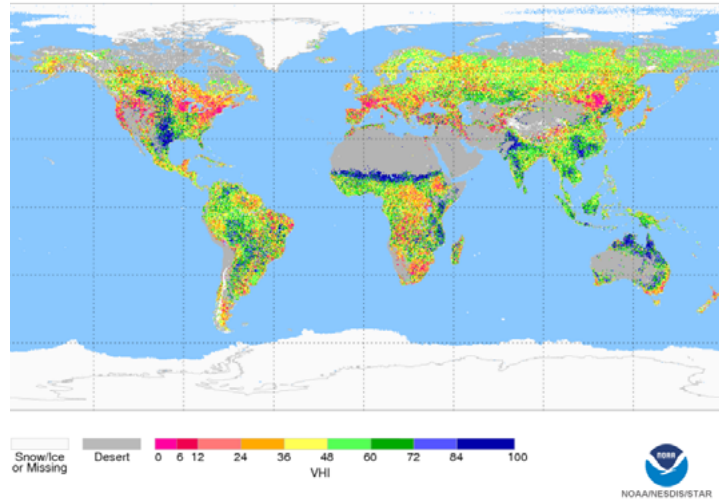 Snow/Ice
or Missing
Desert
0 6 12 24 36 48 60 72 84 100
VHI
NOAA
NOAA/NESDIS/STAR